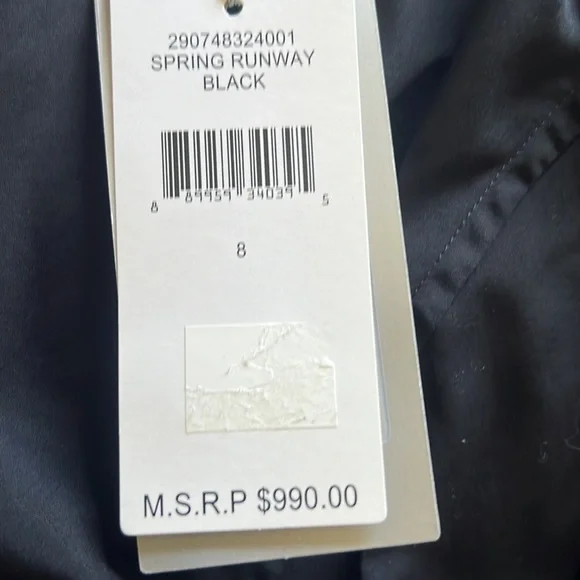 290748324001
SPRING RUNWAY
BLACK
8 89959 34039 5
8
M.S.R.P $990.00